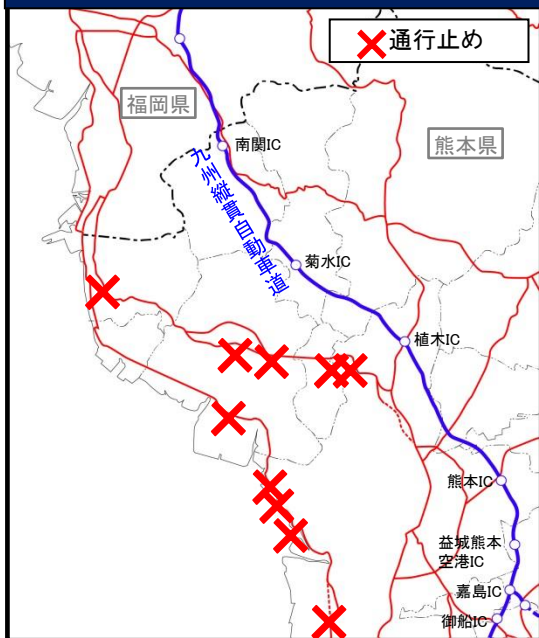 通行止め
福岡県
熊本県
南関IC
九州縦貫自動車道
菊水IC
植木IC
熊本IC
益城熊本
空港IC
嘉島IC
御船IC